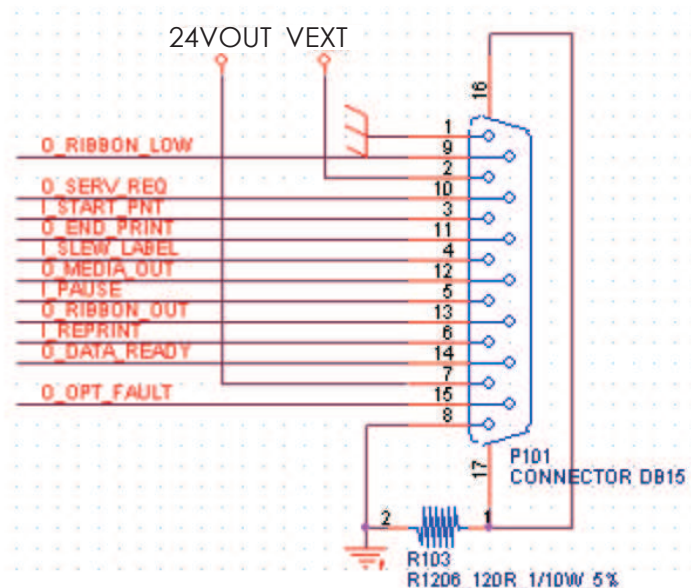 24VOUT VEXT
16
1
O_RIBBON_LOW
9
2
O_SERV_REQ
10
I_START_PNT
3
O_END_PRINT
11
I_SLEW_LABEL
4
O_MEDIA_OUT
12
I_PAUSE
5
O_RIBBON_OUT
13
I_REPRINT
6
O_DATA_READY
14
7
O_OPT_FAULT
15
8
17
P101
CONNECTOR DB15
2
1
R103
R1206 120R 1/10W 5%